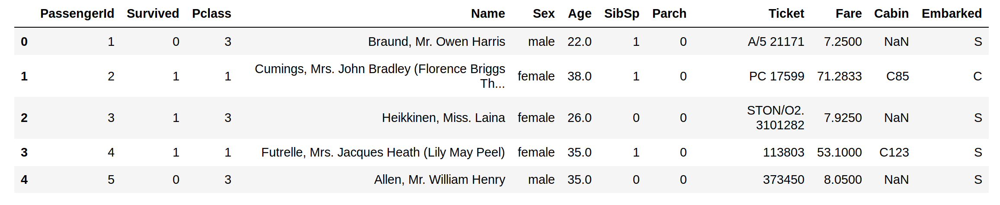 PassengerId Survived Pclass Name Sex Age SibSp Parch Ticket Fare Cabin Embarked
0 1 0 3 Braund, Mr. Owen Harris male 22.0 1 0 A/5 21171 7.2500 NaN S
1 2 1 1 Cumings, Mrs. John Bradley (Florence Briggs Th... female 38.0 1 0 PC 17599 71.2833 C85 C
2 3 1 3 Heikkinen, Miss. Laina female 26.0 0 0 STON/O2. 3101282 7.9250 NaN S
3 4 1 1 Futrelle, Mrs. Jacques Heath (Lily May Peel) female 35.0 1 0 113803 53.1000 C123 S
4 5 0 3 Allen, Mr. William Henry male 35.0 0 0 373450 8.0500 NaN S